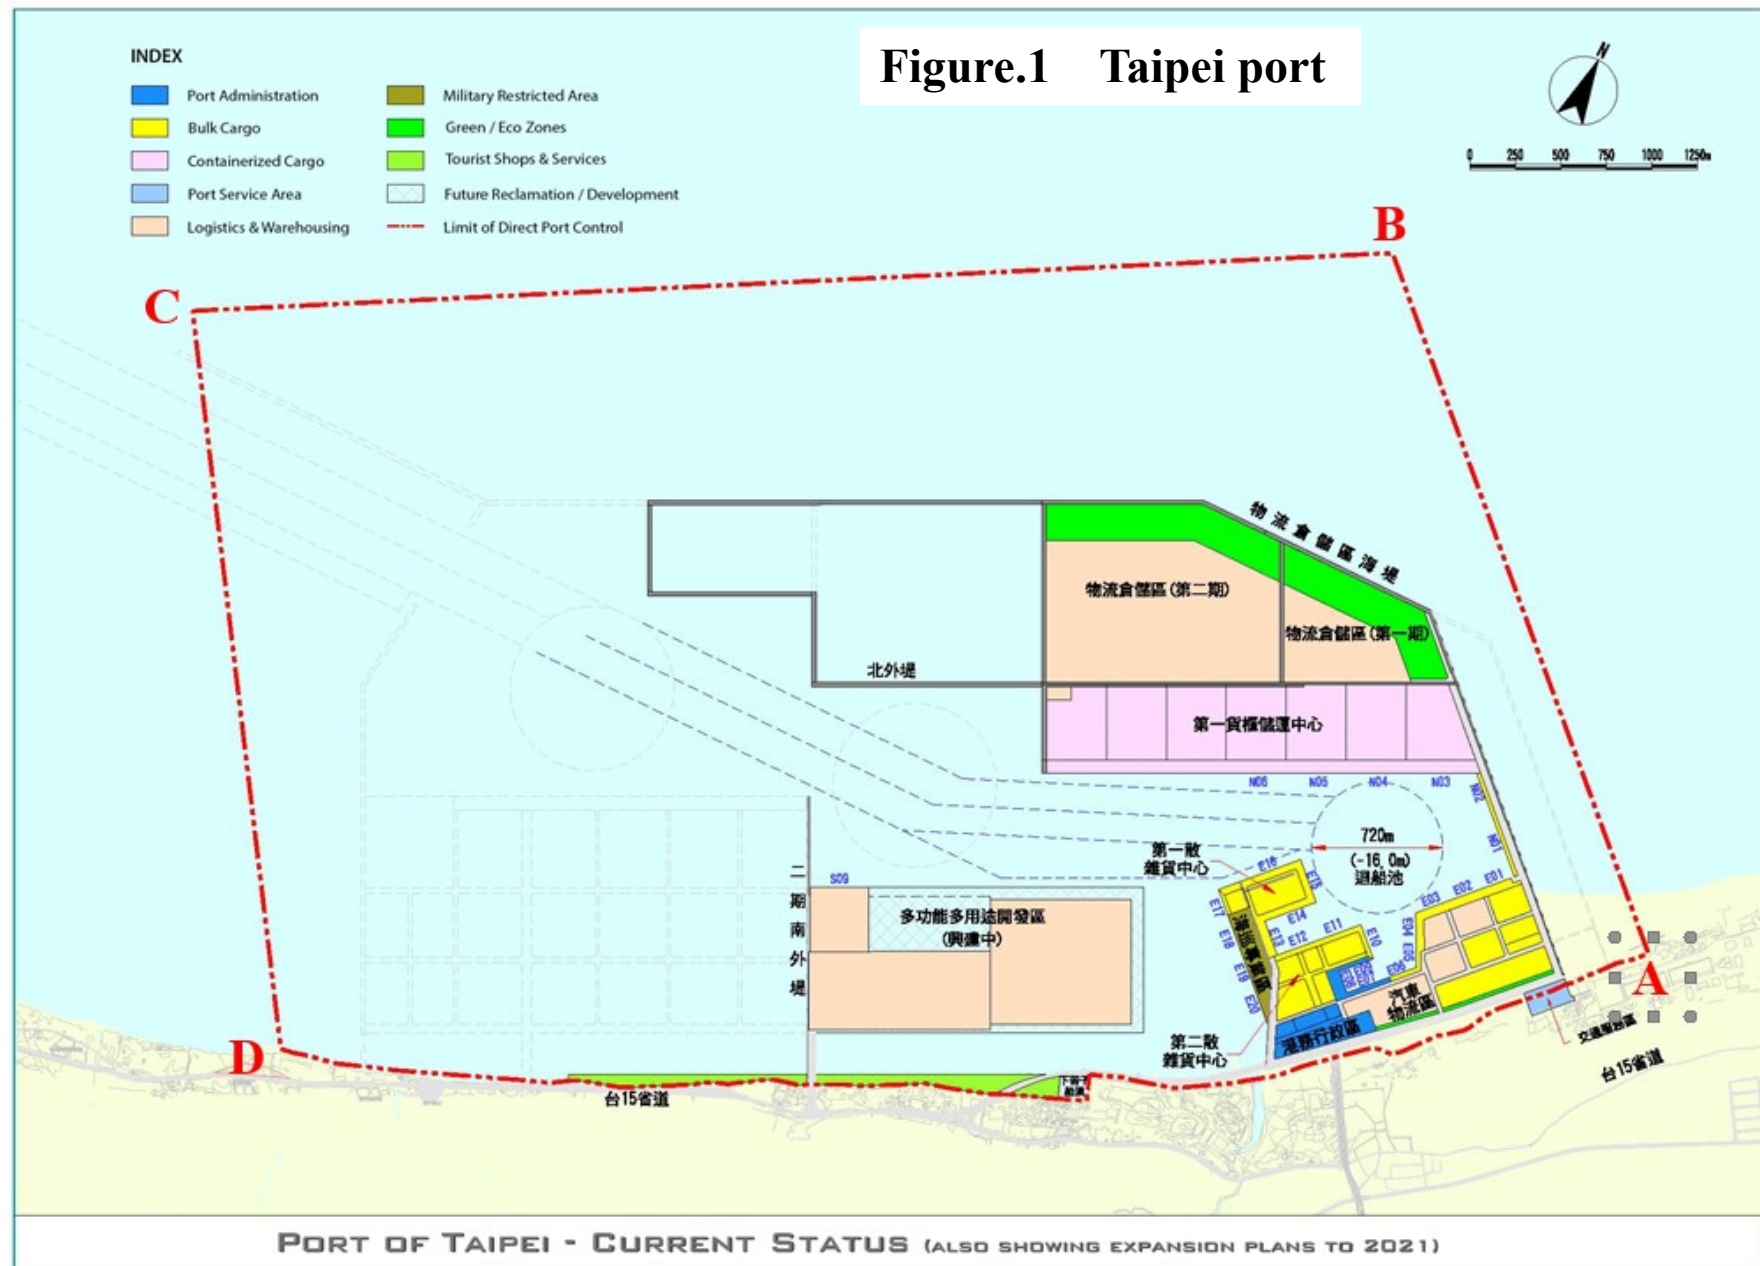 INDEX
Port Administration
Bulk Cargo
Containerized Cargo
Port Service Area
Logistics & Warehousing
Military Restricted Area
Green / Eco Zones
Tourist Shops & Services
Future Reclamation / Development
Limit of Direct Port Control
Figure.1 Taipei port
N
0 250 500 750 1000 1250m
B
C
物流倉儲區海堤
物流倉儲區(第二期)
物流倉儲區(第一期)
北外堤
第一貨櫃儲運中心
N06 N05 N04 N03
N02
N01
720m
(-16.0m)
迴船池
第一散
雜貨中心
E16
E15
E14
E17
E18
E19
E20
E13
E12
E11
E10
E06
E05
E04
E03
E02
E01
二期南外堤
S09
多功能多用途開發區
(興建中)
汽車
物流區
港務行政區
第二散
雜貨中心
交通服務區
A
D
台15省道
台15省道
PORT OF TAIPEI - CURRENT STATUS (ALSO SHOWING EXPANSION PLANS TO 2021)